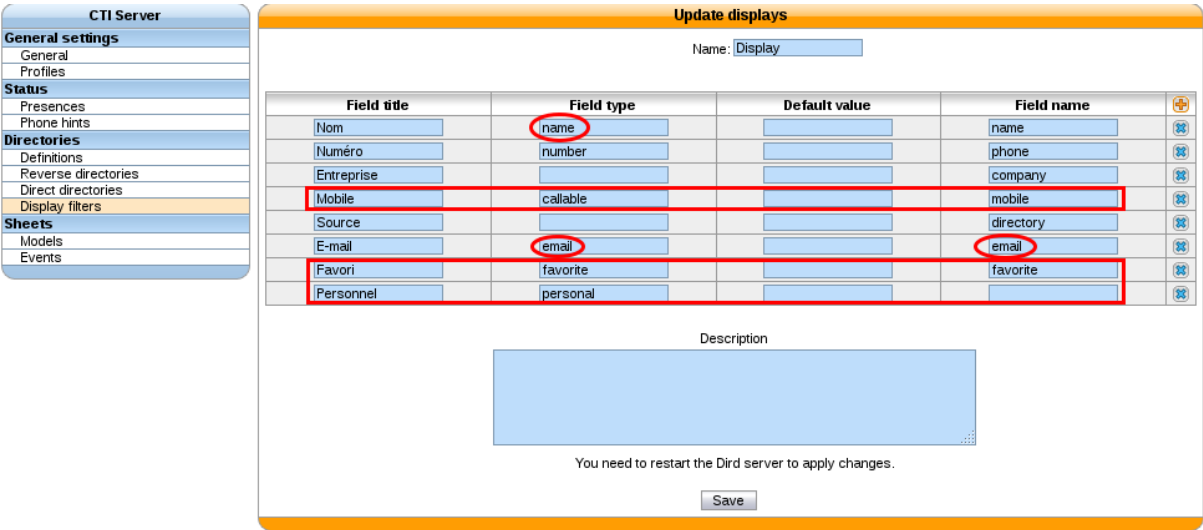 CTI Server
General settings
General
Profiles
Status
Presences
Phone hints
Directories
Definitions
Reverse directories
Direct directories
Display filters
Sheets
Models
Events
Update displays
Name: Display
Field title Field type Default value Field name
Nom name name
Numéro number phone
Entreprise company
Mobile callable mobile
Source directory
E-mail email email
Favori favorite favorite
Personnel personal
Description
You need to restart the Dird server to apply changes.
Save